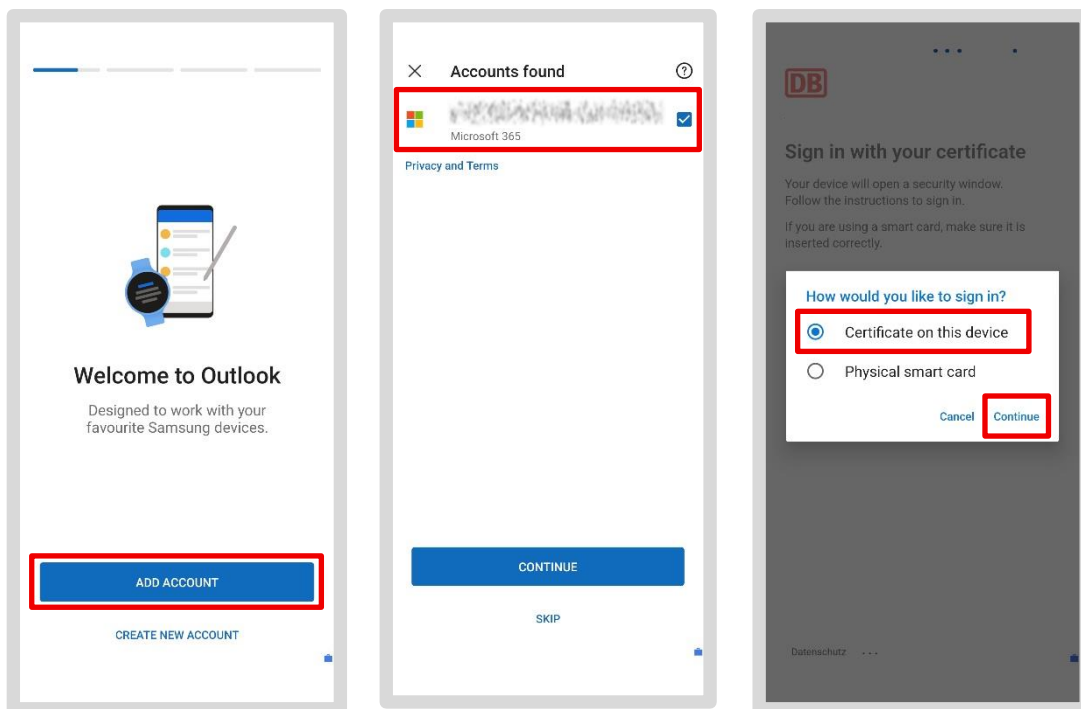 Welcome to Outlook
Designed to work with your
favourite Samsung devices.
ADD ACCOUNT
CREATE NEW ACCOUNT
Accounts found
Microsoft 365
Privacy and Terms
CONTINUE
SKIP
DB
Sign in with your certificate
Your device will open a security window.
Follow the instructions to sign in.
If you are using a smart card, make sure it is
inserted correctly.
How would you like to sign in?
Certificate on this device
Physical smart card
Cancel Continue
Datenschutz ...